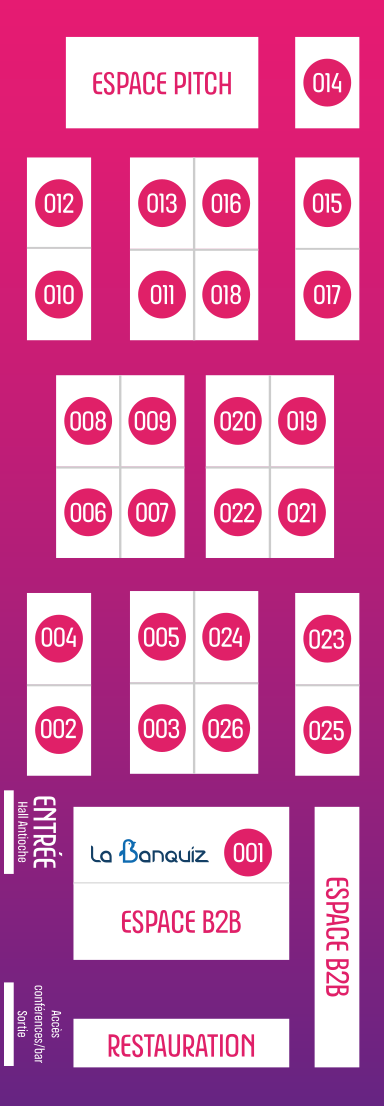 ESPACE PITCH
014
012
013
016
015
010
011
018
017
008
009
020
019
006
007
022
021
004
005
024
023
002
003
026
025
ENTRÉE
Hall Antioche
La Banquiz
001
ESPACE B2B
ESPACE B2B
Accès
conférences/bar
Sortie
RESTAURATION